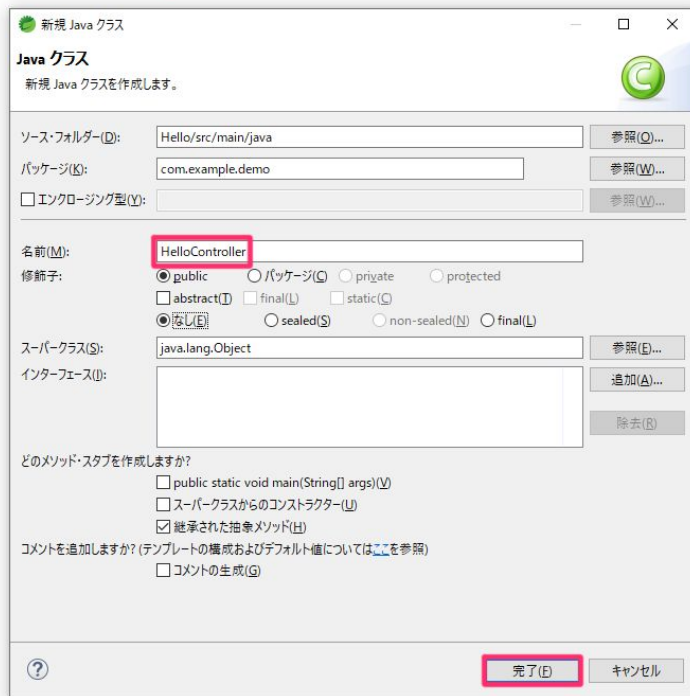 新規 Java クラス
Java クラス
新規 Java クラスを作成します。
ソース・フォルダー(D): Hello/src/main/java 参照(O)...
パッケージ(K): com.example.demo 参照(W)...
エンクロージング型(Y): 参照(W)...
名前(M): HelloController
修飾子: public パッケージ(C) private protected
abstract(T) final(L) static(C)
なし(E) sealed(S) non-sealed(N) final(L)
スーパークラス(S): java.lang.Object 参照(E)...
インターフェース(I): 追加(A)...
除去(R)
どのメソッド・スタブを作成しますか?
public static void main(String[] args)(V)
スーパークラスからのコンストラクター(U)
継承された抽象メソッド(H)
コメントを追加しますか? (テンプレートの構成およびデフォルト値についてはここを参照)
コメントの生成(G)
完了(F) キャンセル